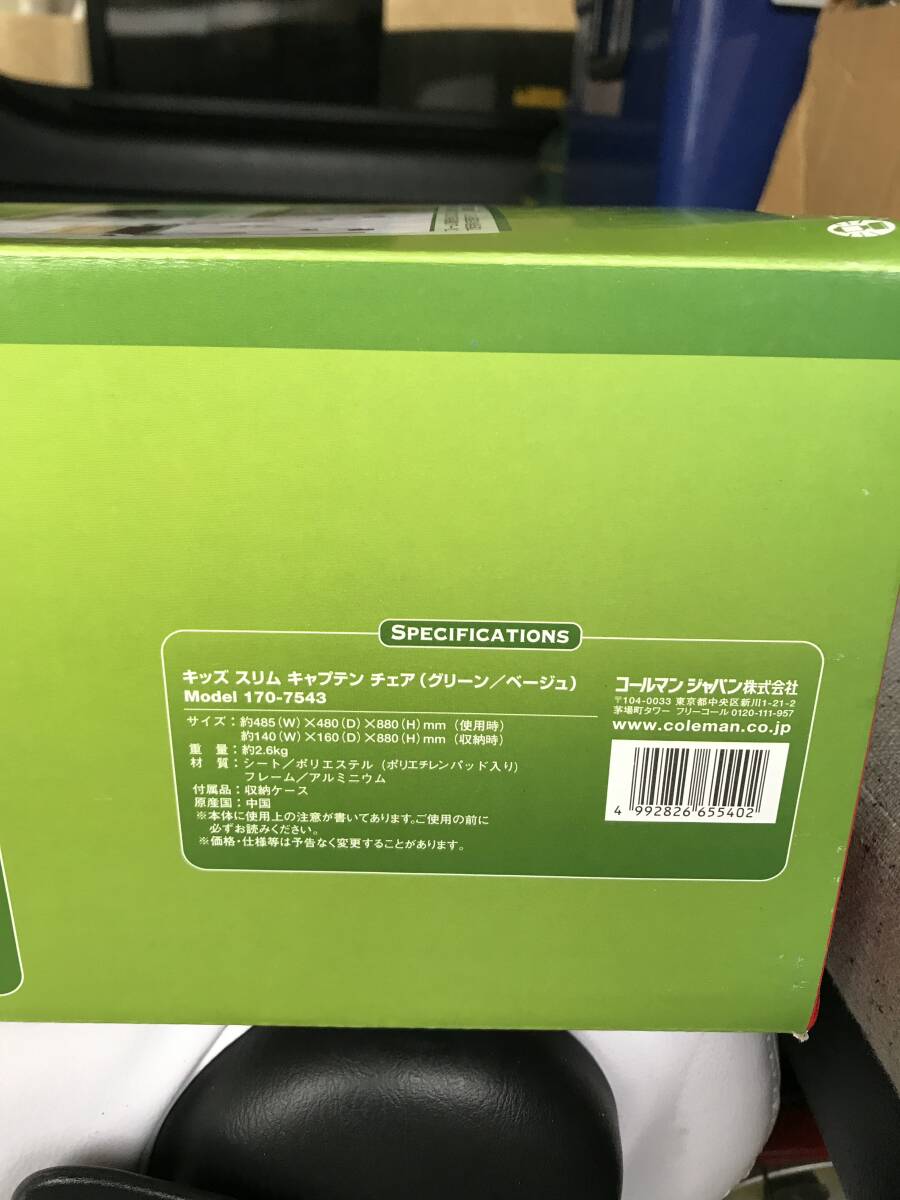 SPECIFICATIONS
キッズ スリム キャプテン チェア(グリーン/ベージュ)
Model 170-7543
サイズ:約485(W)×480(D)×880(H)mm(使用時)
約140(W)×160(D)×880(H)mm(収納時)
重 量:約2.6kg
材 質:シート/ポリエステル(ポリエチレンパッド入り)
フレーム/アルミニウム
付属品:収納ケース
原産国:中国
※本体に使用上の注意が書いてあります。ご使用の前に
必ずお読みください。
※価格・仕様等は予告なく変更することがあります。
コールマン ジャパン株式会社
〒104-0033 東京都中央区新川1-21-2
茅場町タワー フリーコール 0120-111-957
www.coleman.co.jp
4 992826 655402